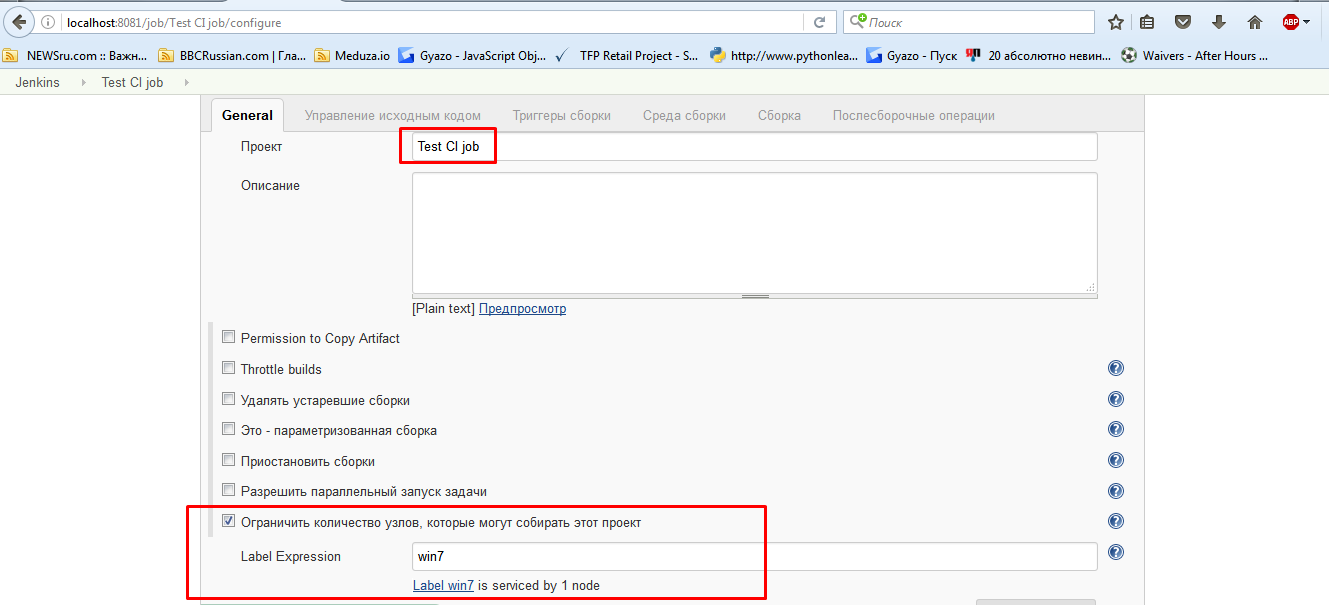 localhost:8081/job/Test CI job/configure
Поиск
ABP
NEWSru.com :: Важн... BBCRussian.com | Гла... Meduza.io Gyazo - JavaScript Obj... TFP Retail Project - S... http://www.pythonlea... Gyazo - Пуск 20 абсолютно невин... Waivers - After Hours ...
Jenkins Test CI job
General Управление исходным кодом Триггеры сборки Среда сборки Сборка Послесборочные операции
Проект Test CI job
Описание
[Plain text] Предпросмотр
Permission to Copy Artifact
Throttle builds
Удалять устаревшие сборки
Это - параметризованная сборка
Приостановить сборки
Разрешить параллельный запуск задачи
Ограничить количество узлов, которые могут собирать этот проект
Label Expression win7
Label win7 is serviced by 1 node